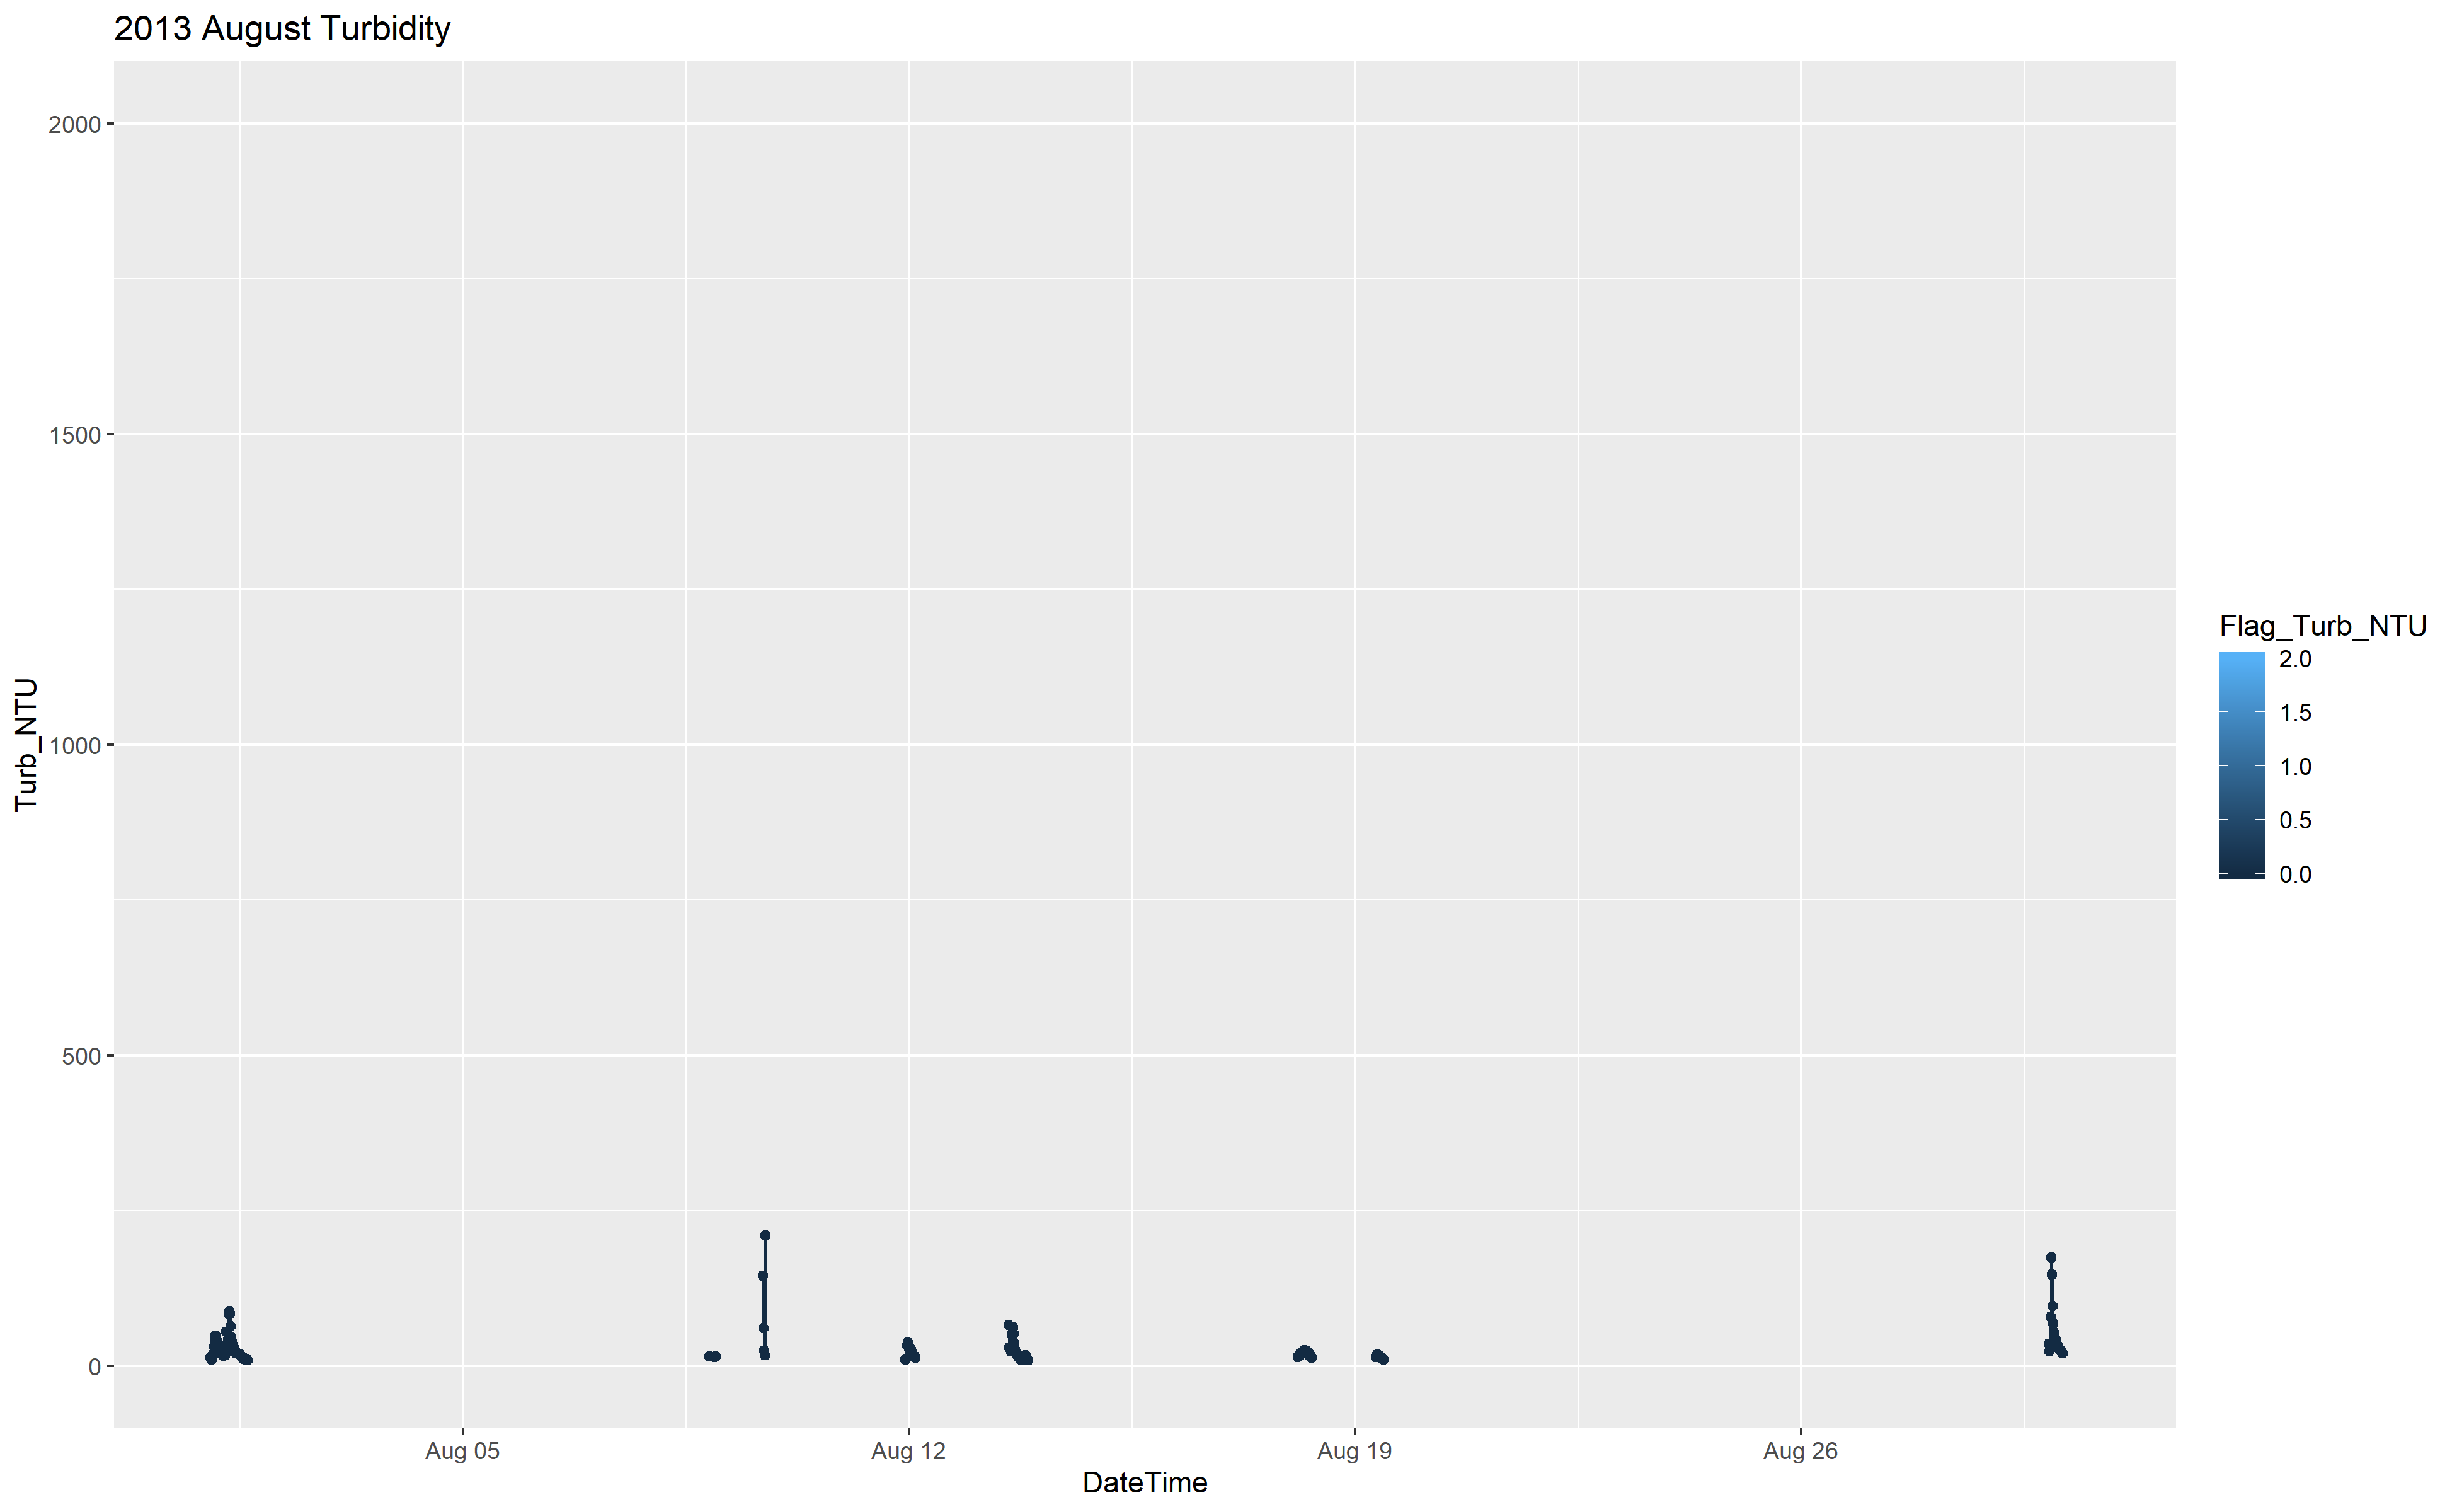 2013 August Turbidity
2000
1500
1000
500
0
Turb_NTU
Aug 05
Aug 12
Aug 19
Aug 26
DateTime
Flag_Turb_NTU
2.0
1.5
1.0
0.5
0.0